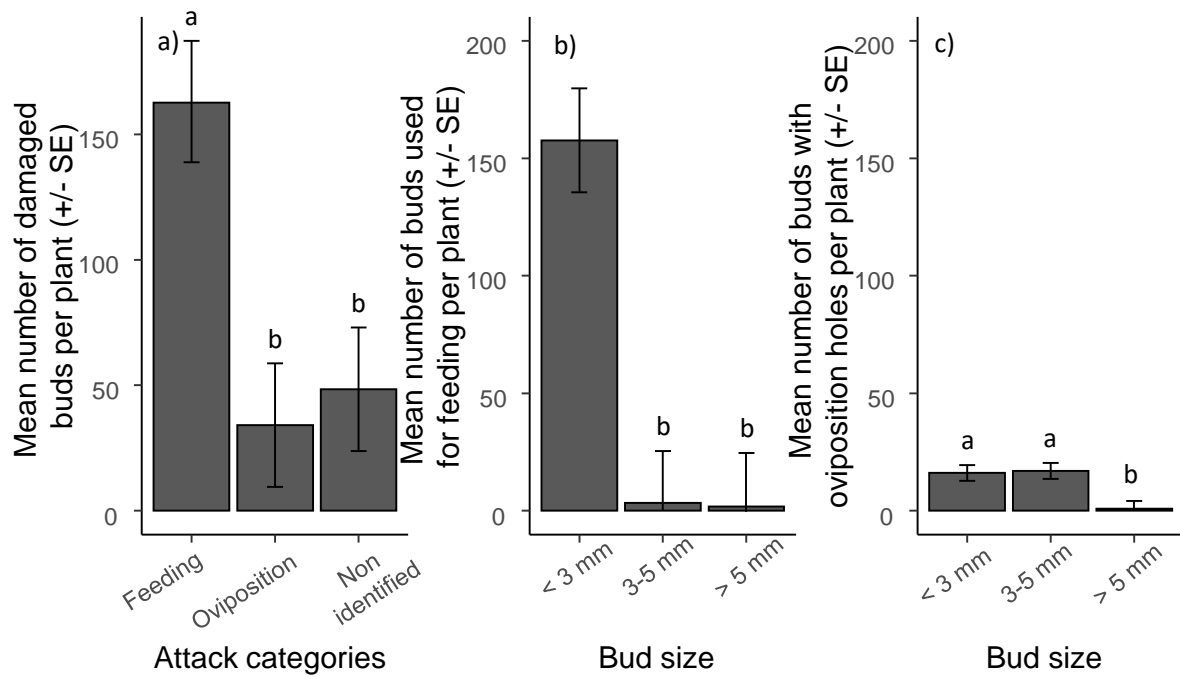 a)
a
b
b
Mean number of damaged
buds per plant (+/- SE)
150
100
50
0
Feeding
Oviposition
Non
identified
Attack categories
b)
b
b
Mean number of buds used
for feeding per plant (+/- SE)
200
150
100
50
0
< 3 mm
3-5 mm
> 5 mm
Bud size
c)
a
a
b
Mean number of buds with
oviposition holes per plant (+/- SE)
200
150
100
50
0
< 3 mm
3-5 mm
> 5 mm
Bud size